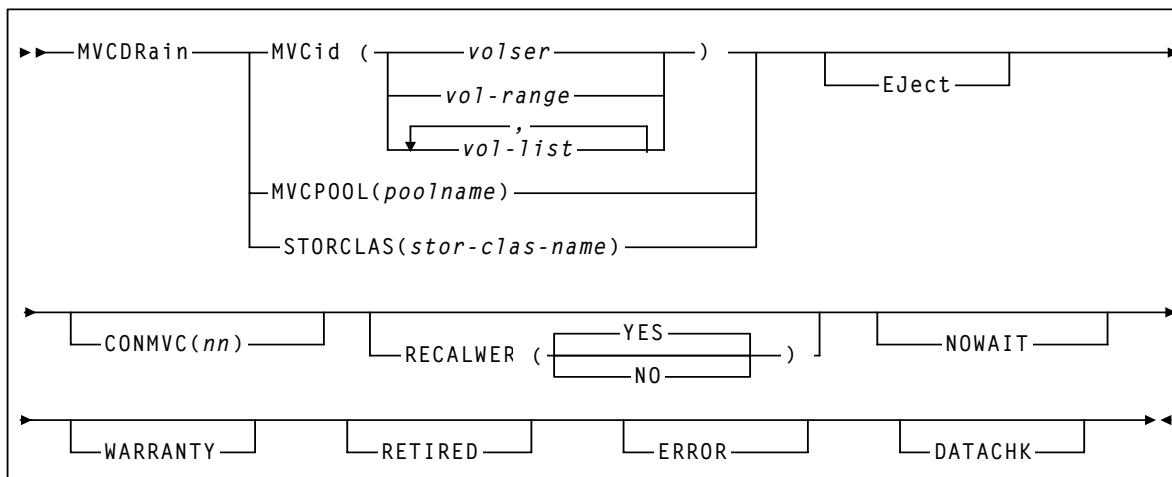 MVCDRain MVCid ( volser )
EJect
vol-range
,
vol-list
MVCPOOL(poolname)
STORCLAS(stor-clas-name)
CONMVC(nn)
RECALWER ( YES )
NO
NOWAIT
WARRANTY
RETIRED
ERROR
DATACHK